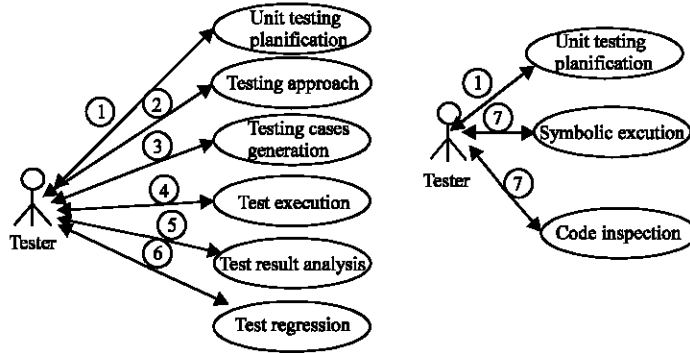 Unit testing
planification
1
2
Testing approach
3
Testing cases
generation
4
Test execution
5
Tester
6
Test result analysis
Test regression
Unit testing
planification
1
7
Symbolic excution
Tester
7
Code inspection